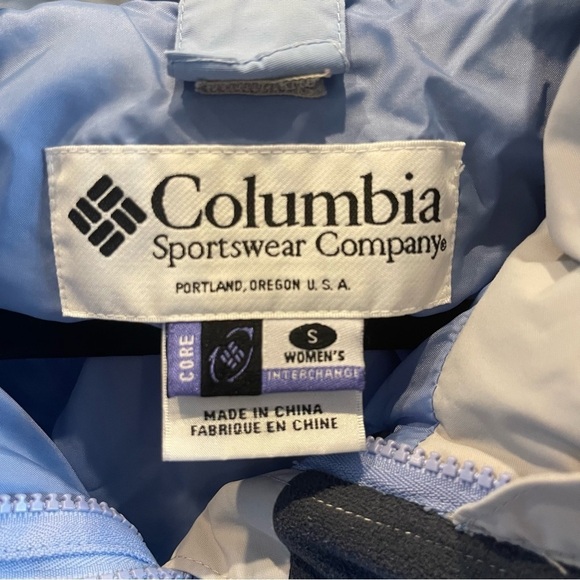 Columbia
Sportswear Company®
PORTLAND, OREGON U. S. A.
CORE
S
WOMEN'S
INTERCHANGE
MADE IN CHINA
FABRIQUE EN CHINE